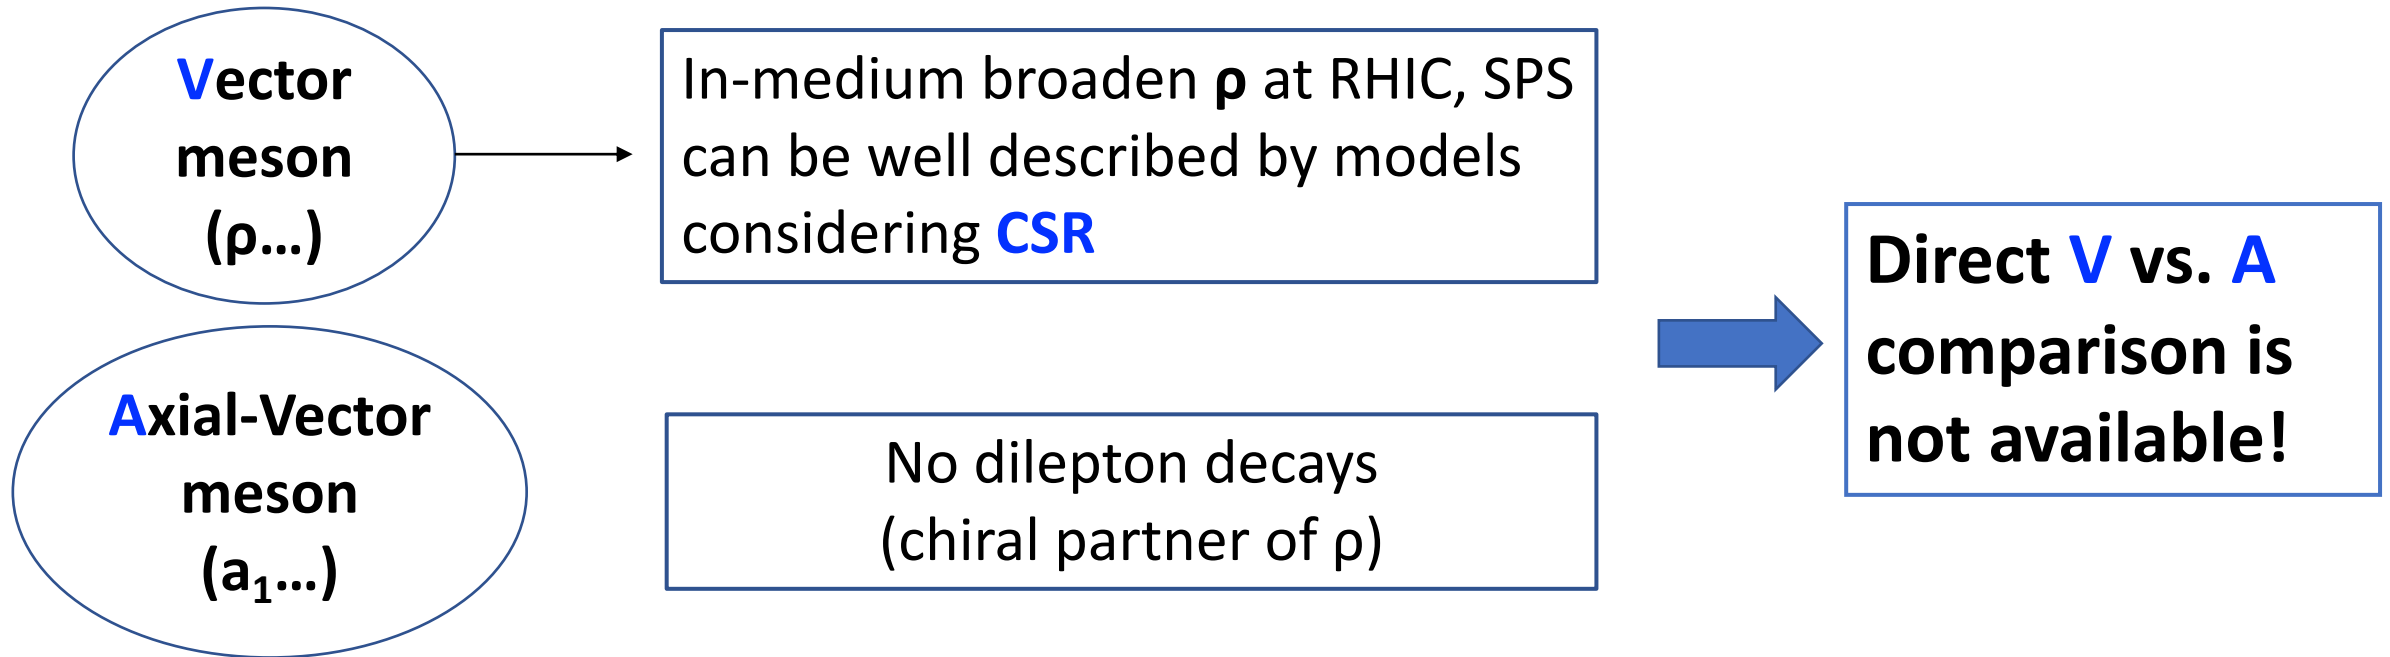 Vector
meson
(ρ...)
In-medium broaden ρ at RHIC, SPS
can be well described by models
considering CSR
Axial-Vector
meson
(a₁...)
No dilepton decays
(chiral partner of ρ)
Direct V vs. A
comparison is
not available!